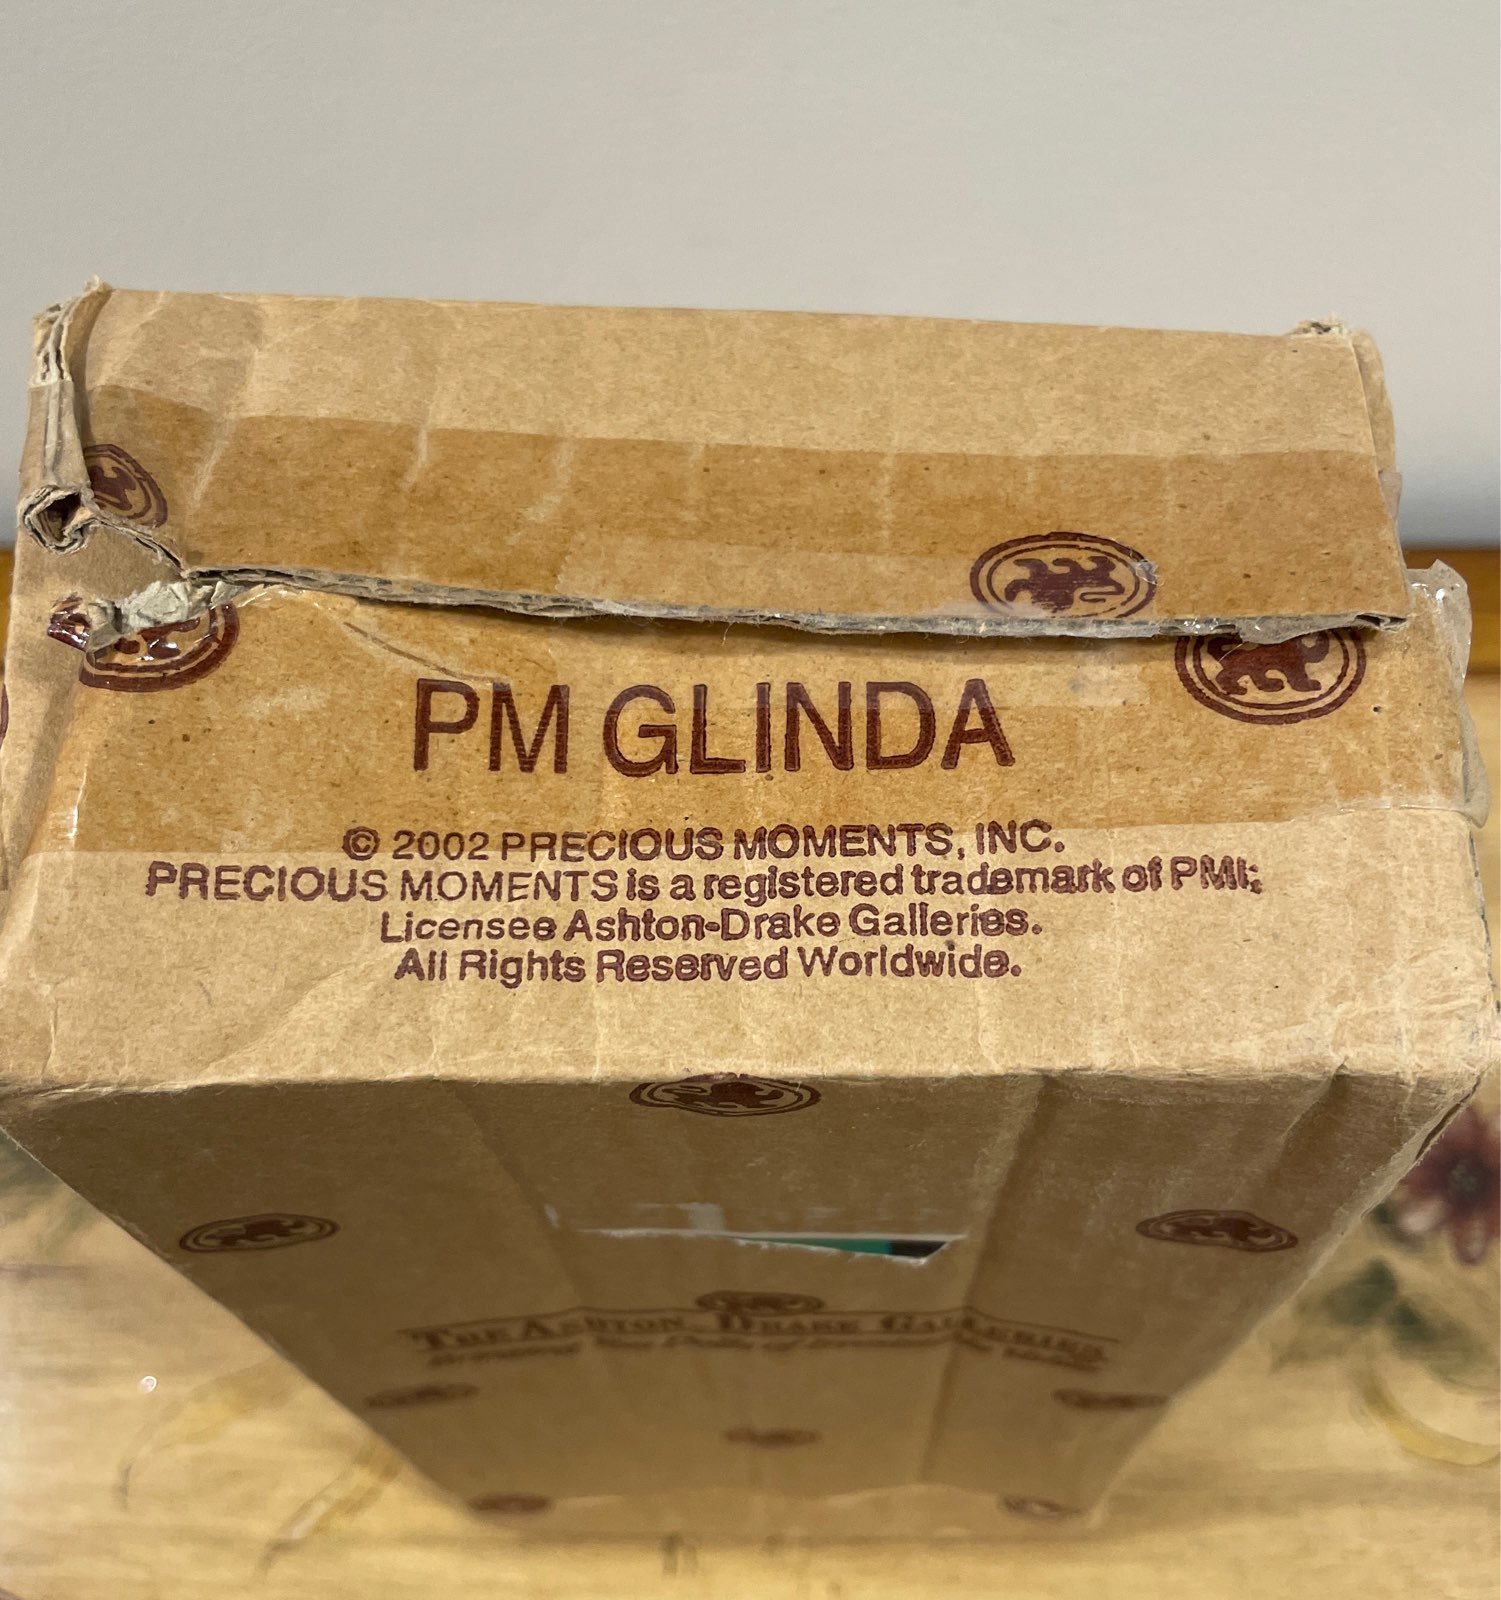 PM GLINDA
© 2002 PRECIOUS MOMENTS, INC.
PRECIOUS MOMENTS is a registered trademark of PMI;
Licensee Ashton-Drake Galleries.
All Rights Reserved Worldwide.
THE ASHTON-DRAKE GALLERIES